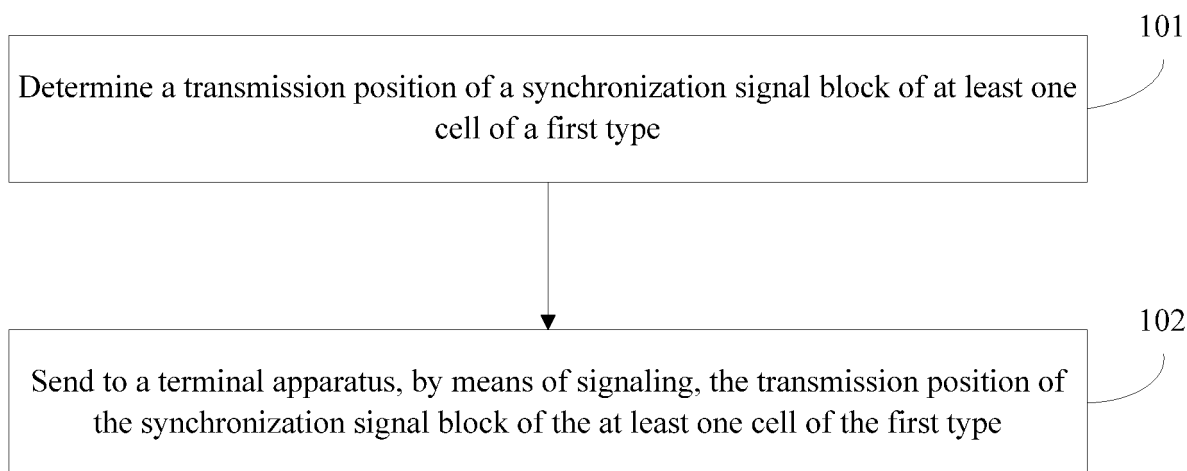 101
Determine a transmission position of a synchronization signal block of at least one
cell of a first type
102
Send to a terminal apparatus, by means of signaling, the transmission position of
the synchronization signal block of the at least one cell of the first type